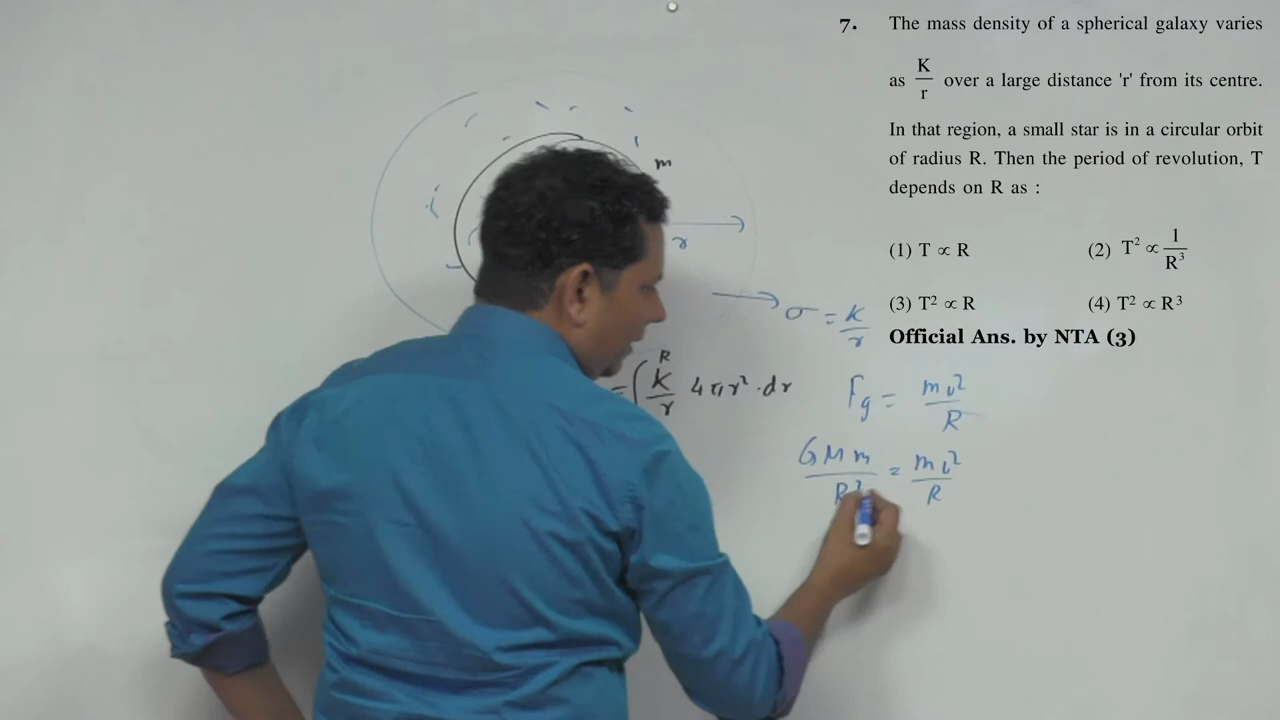 7. The mass density of a spherical galaxy varies
as K/r over a large distance 'r' from its centre.
In that region, a small star is in a circular orbit
of radius R. Then the period of revolution, T
depends on R as :
(1) T ∝ R (2) T² ∝ 1/R³
(3) T² ∝ R (4) T² ∝ R³
Official Ans. by NTA (3)
m
r
σ = K/r
= ∫ R K/r 4πr²·dr
Fg = mv²/R
GMm/R² = mv²/R